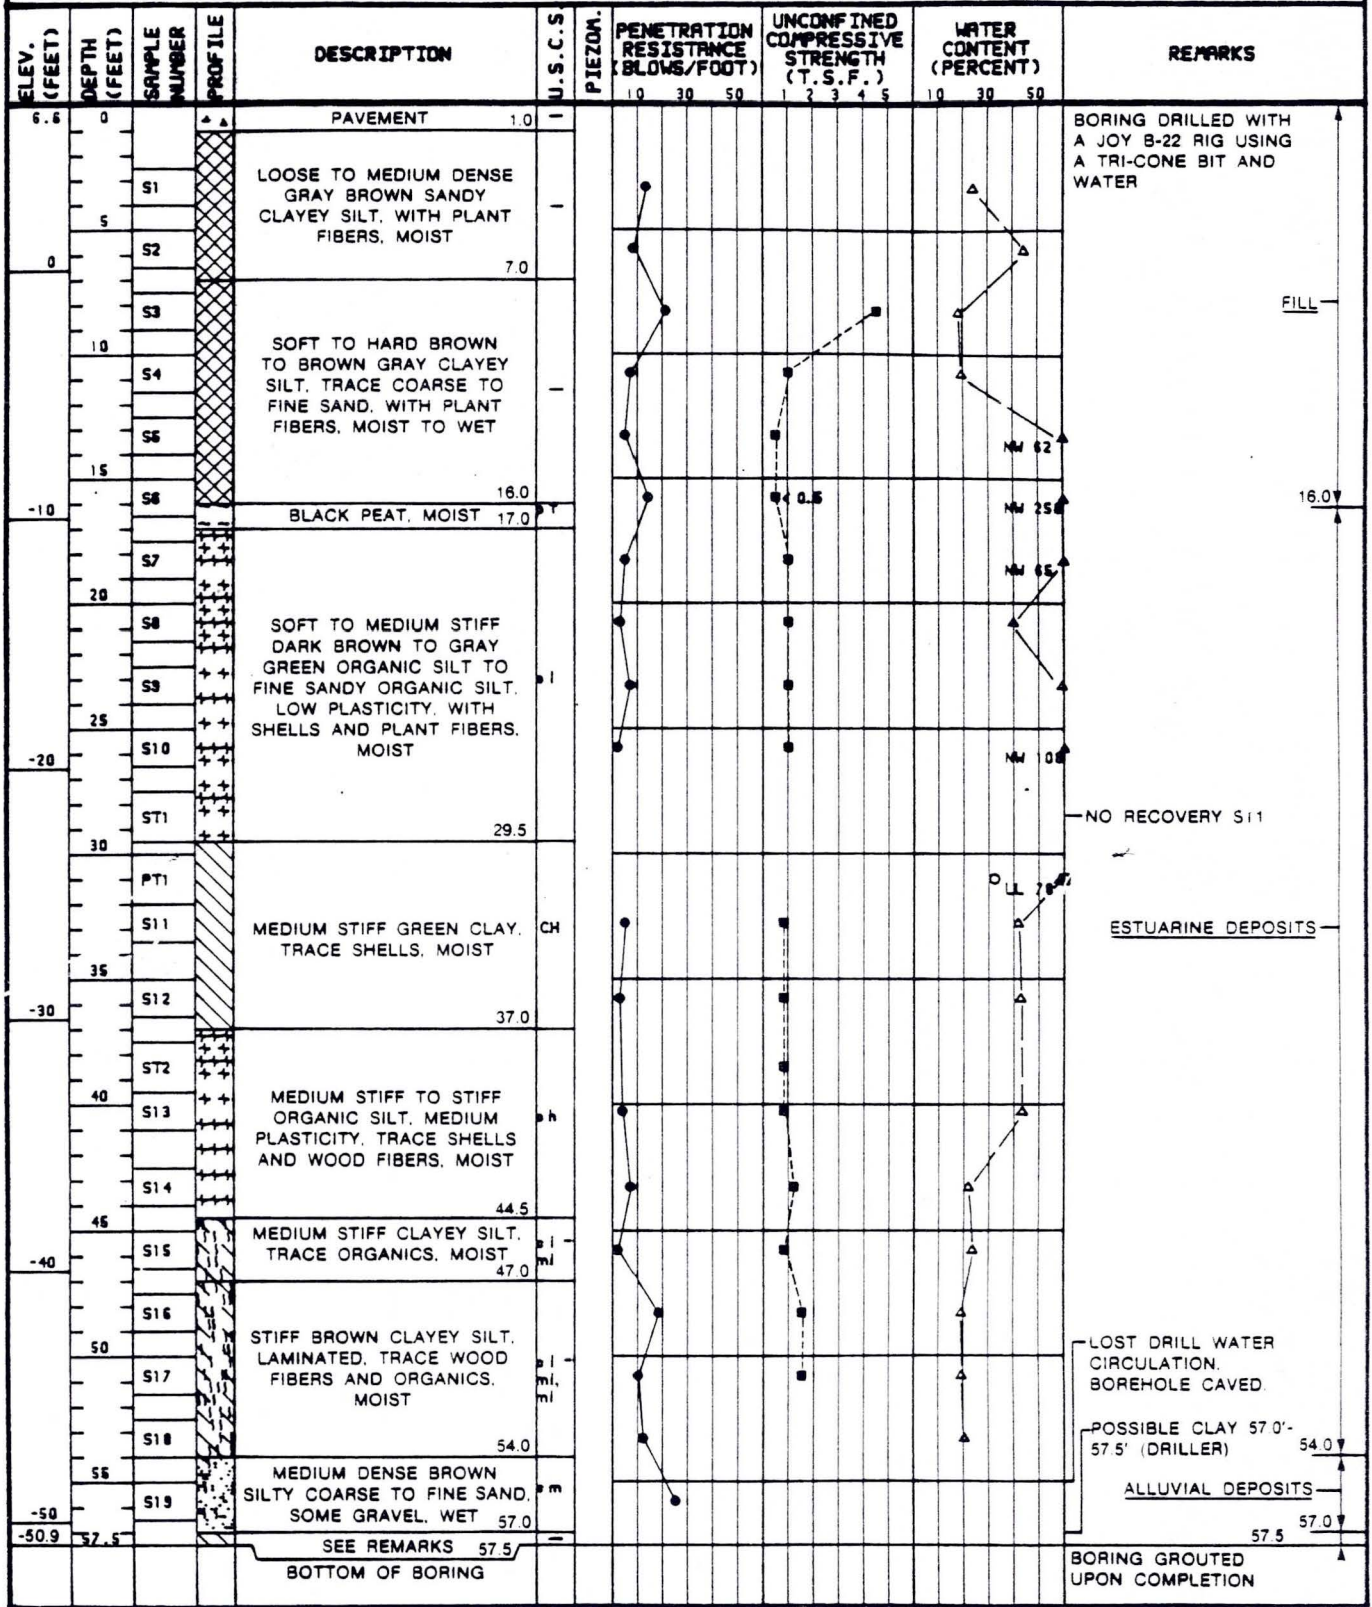 ELEV. (FEET)
DEPTH (FEET)
SAMPLE NUMBER
PROFILE
DESCRIPTION
U.S.C.S.
PIEZOM.
PENETRATION
RESISTANCE
(BLOWS/FOOT)
10 30 50
UNCONFINED
COMPRESSIVE
STRENGTH
(T.S.F.)
1 2 3 4 5
WATER
CONTENT
(PERCENT)
10 30 50
REMARKS
6.6 0
PAVEMENT 1.0
BORING DRILLED WITH
A JOY B-22 RIG USING
A TRI-CONE BIT AND
WATER
S1
LOOSE TO MEDIUM DENSE
GRAY BROWN SANDY
CLAYEY SILT, WITH PLANT
FIBERS, MOIST
5
S2
0
7.0
S3
FILL
10
SOFT TO HARD BROWN
TO BROWN GRAY CLAYEY
SILT, TRACE COARSE TO
FINE SAND, WITH PLANT
FIBERS, MOIST TO WET
S4
S5
NW 62
15
S6
16.0
< 0.5
16.0
-10
BLACK PEAT, MOIST 17.0
S7
NW 65
20
S8
SOFT TO MEDIUM STIFF
DARK BROWN TO GRAY
GREEN ORGANIC SILT TO
FINE SANDY ORGANIC SILT,
LOW PLASTICITY, WITH
SHELLS AND PLANT FIBERS,
MOIST
S9
25
S10
NW 108
-20
ST1
NO RECOVERY ST1
29.5
30
PT1
LL 78
S11
MEDIUM STIFF GREEN CLAY,
TRACE SHELLS, MOIST
CH
ESTUARINE DEPOSITS
35
S12
-30
37.0
ST2
40
S13
MEDIUM STIFF TO STIFF
ORGANIC SILT, MEDIUM
PLASTICITY, TRACE SHELLS
AND WOOD FIBERS, MOIST
oh
S14
44.5
45
MEDIUM STIFF CLAYEY SILT,
TRACE ORGANICS, MOIST
S15
ml
-40
47.0
S16
STIFF BROWN CLAYEY SILT,
LAMINATED, TRACE WOOD
FIBERS AND ORGANICS,
MOIST
50
S17
LOST DRILL WATER
CIRCULATION.
BOREHOLE CAVED.
S18
54.0
POSSIBLE CLAY 57.0'-
57.5' (DRILLER)
54.0
55
MEDIUM DENSE BROWN
SILTY COARSE TO FINE SAND,
SOME GRAVEL, WET
sm
S19
ALLUVIAL DEPOSITS
-50
57.0
57.0
-50.9 57.5
SEE REMARKS 57.5
57.5
BOTTOM OF BORING
BORING GROUTED
UPON COMPLETION